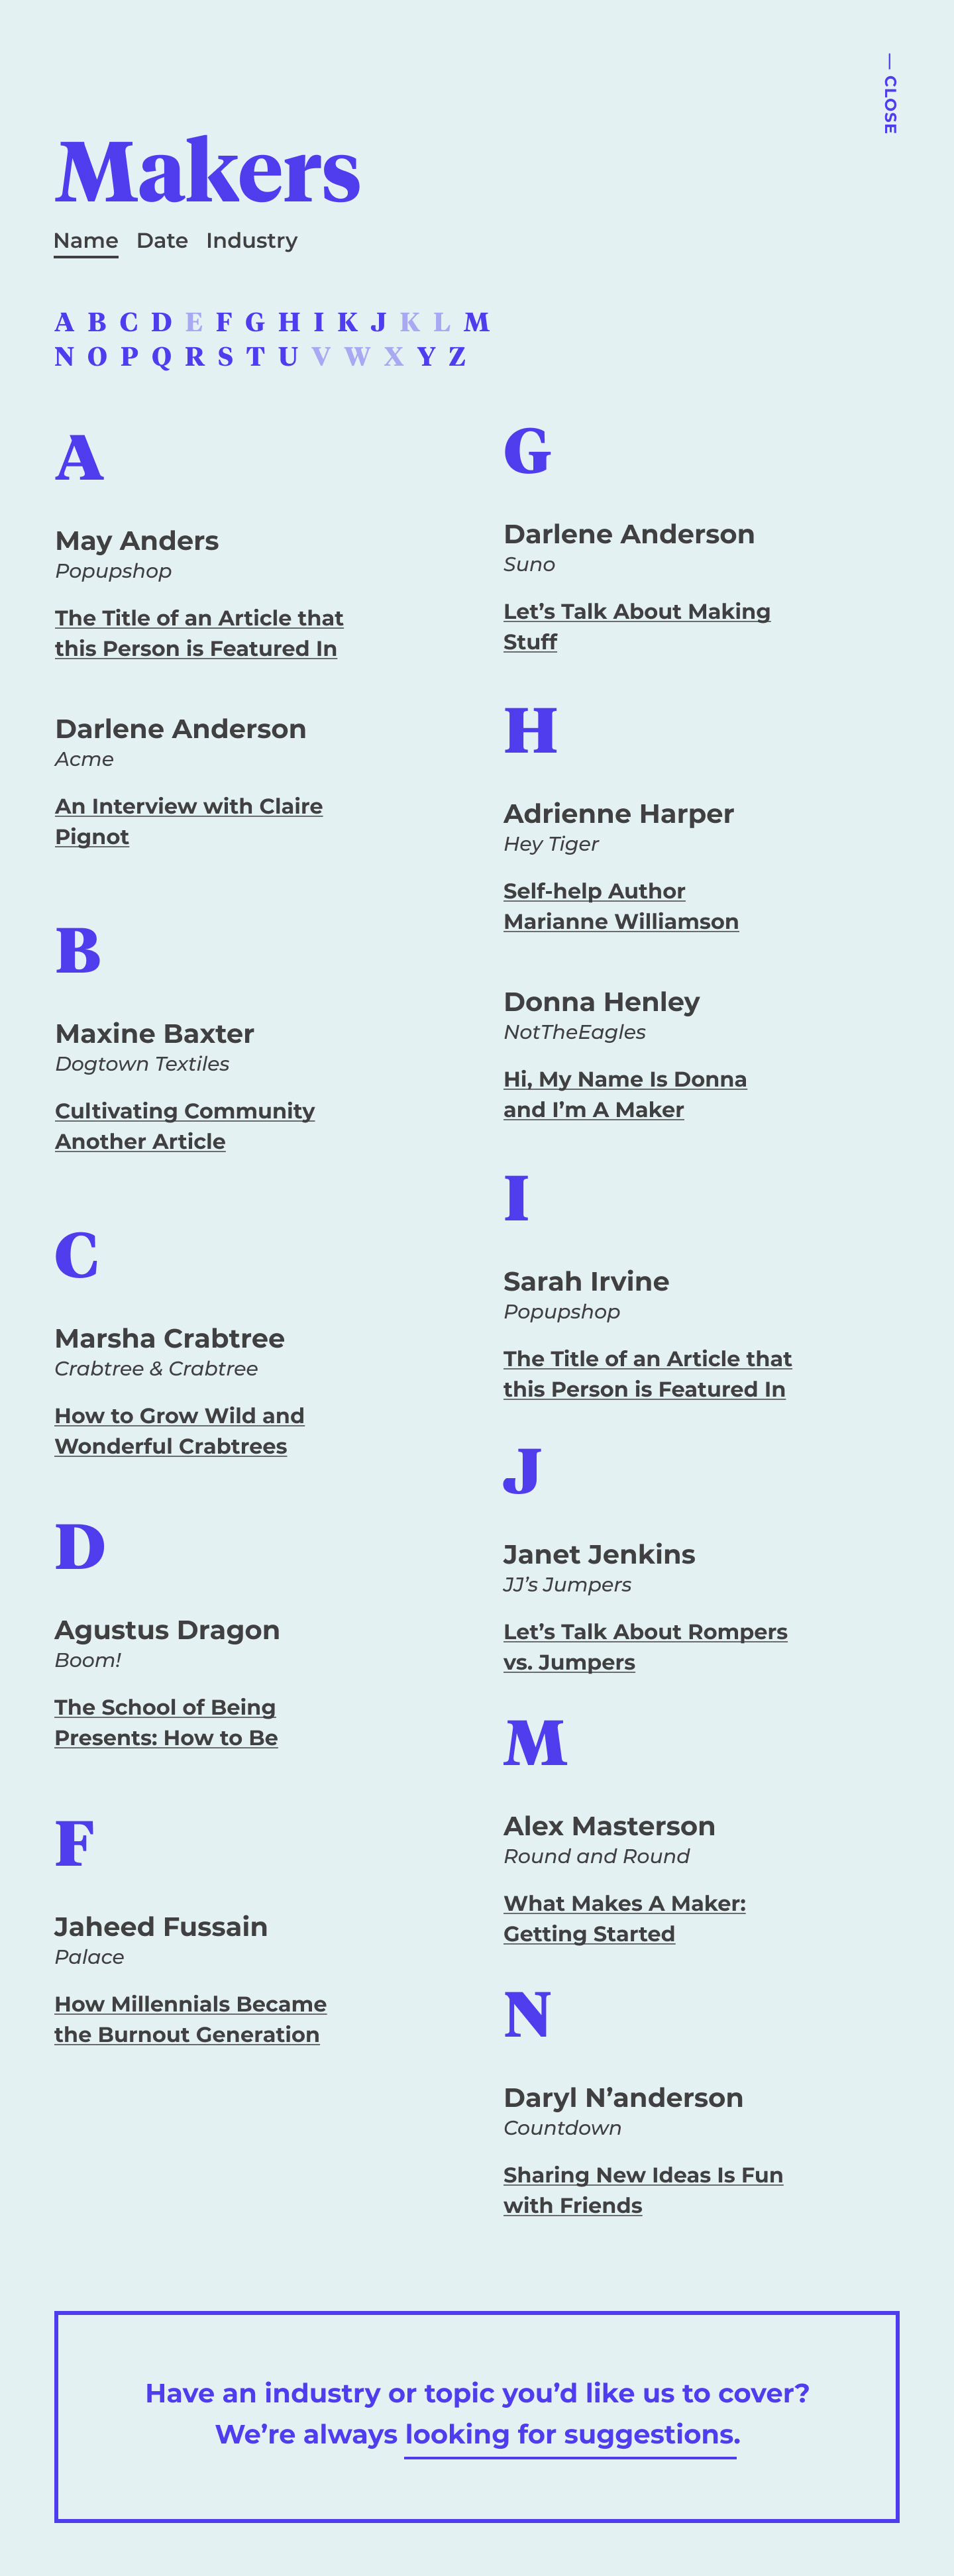 — CLOSE
Makers
Name Date Industry
A B C D E F G H I K J K L M
N O P Q R S T U V W X Y Z
A
May Anders
Popupshop
The Title of an Article that
this Person is Featured In
Darlene Anderson
Acme
An Interview with Claire
Pignot
B
Maxine Baxter
Dogtown Textiles
Cultivating Community
Another Article
C
Marsha Crabtree
Crabtree & Crabtree
How to Grow Wild and
Wonderful Crabtrees
D
Agustus Dragon
Boom!
The School of Being
Presents: How to Be
F
Jaheed Fussain
Palace
How Millennials Became
the Burnout Generation
G
Darlene Anderson
Suno
Let’s Talk About Making
Stuff
H
Adrienne Harper
Hey Tiger
Self-help Author
Marianne Williamson
Donna Henley
NotTheEagles
Hi, My Name Is Donna
and I’m A Maker
I
Sarah Irvine
Popupshop
The Title of an Article that
this Person is Featured In
J
Janet Jenkins
JJ’s Jumpers
Let’s Talk About Rompers
vs. Jumpers
M
Alex Masterson
Round and Round
What Makes A Maker:
Getting Started
N
Daryl N’anderson
Countdown
Sharing New Ideas Is Fun
with Friends
Have an industry or topic you’d like us to cover?
We’re always looking for suggestions.